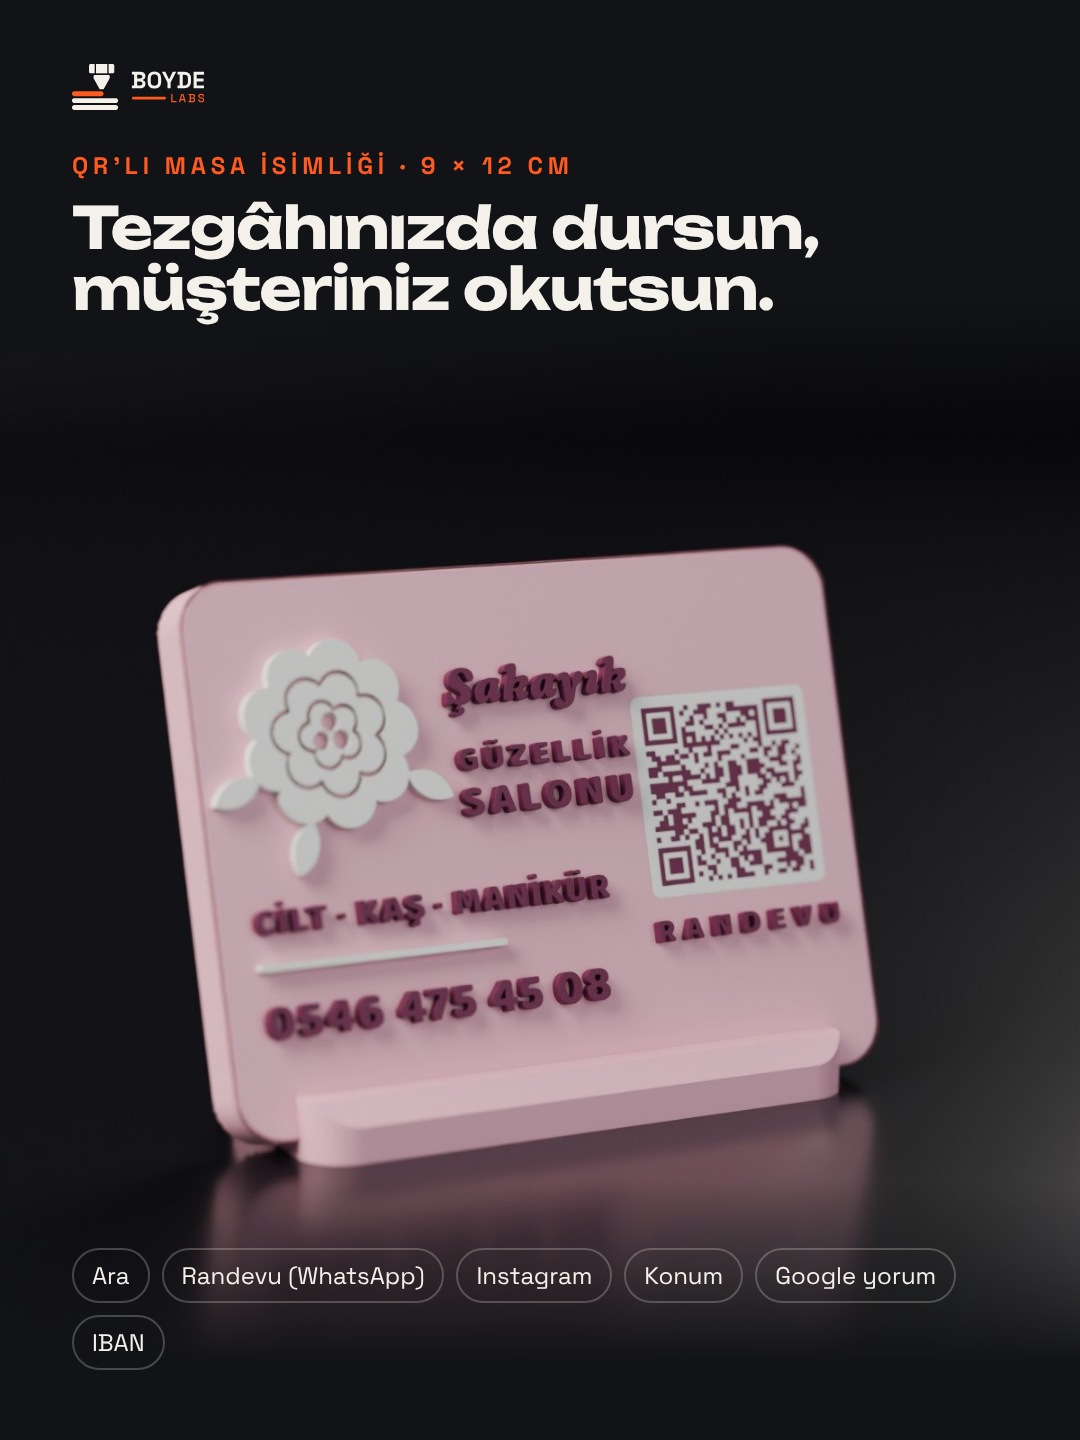 BOYDE
LABS
QR’LI MASA İSİMLİĞİ · 9 × 12 CM
Tezgâhınızda dursun,
müşteriniz okutsun.
Şakayık
GÜZELLİK
SALONU
CİLT - KAŞ - MANİKÜR
RANDEVU
0546 475 45 08
Ara
Randevu (WhatsApp)
Instagram
Konum
Google yorum
IBAN